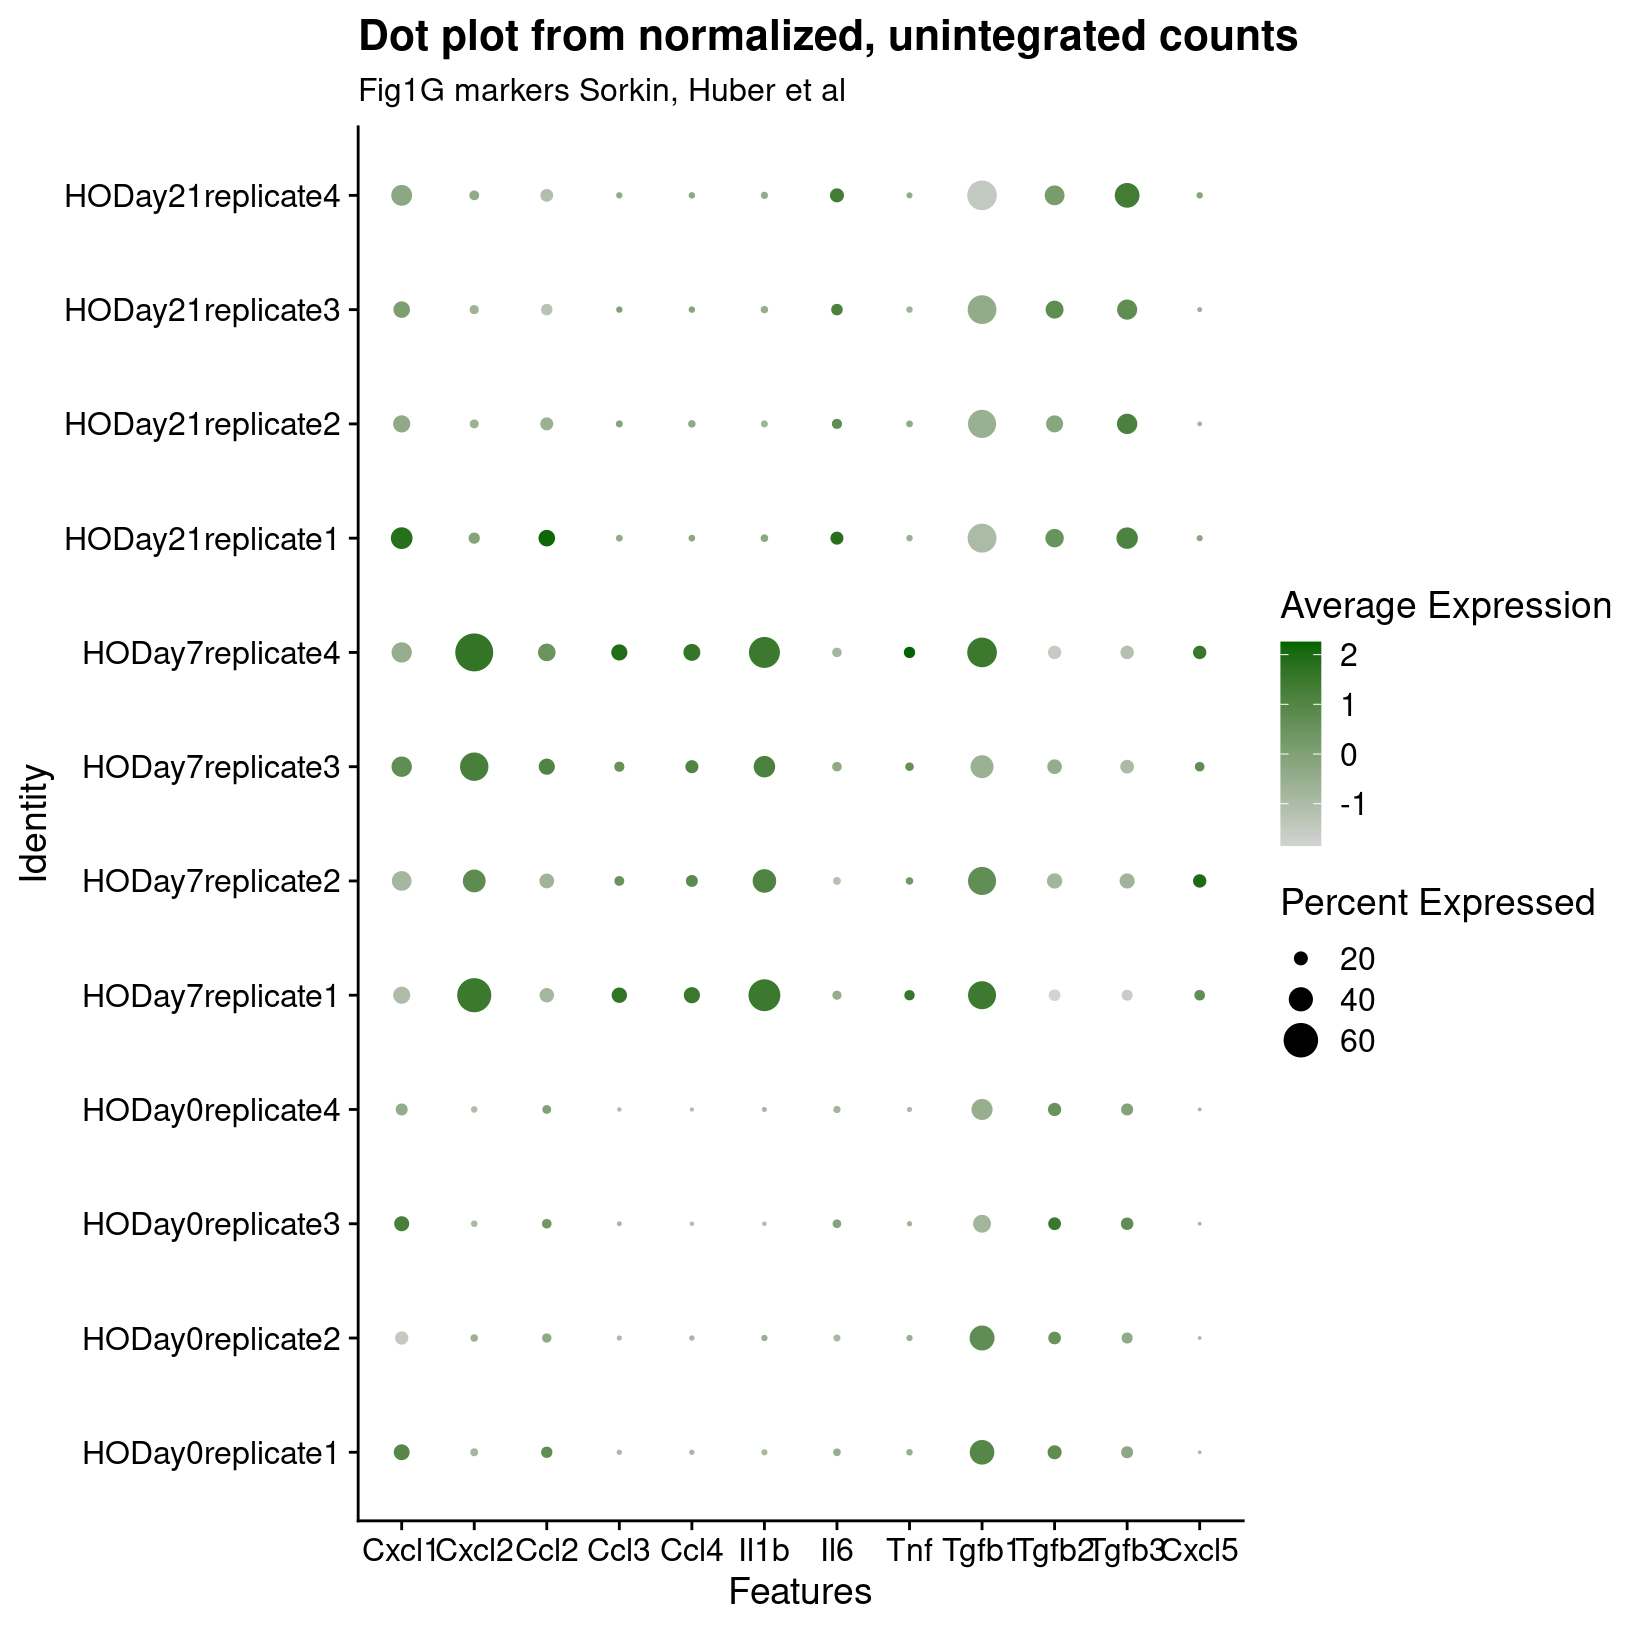 Dot plot from normalized, unintegrated counts
Fig1G markers Sorkin, Huber et al
HODay21replicate4
HODay21replicate3
HODay21replicate2
HODay21replicate1
HODay7replicate4
HODay7replicate3
HODay7replicate2
HODay7replicate1
HODay0replicate4
HODay0replicate3
HODay0replicate2
HODay0replicate1
Identity
Cxcl1 Cxcl2 Ccl2 Ccl3 Ccl4 Il1b Il6 Tnf Tgfb1 Tgfb2 Tgfb3 Cxcl5
Features
Average Expression
2
1
0
-1
Percent Expressed
20
40
60